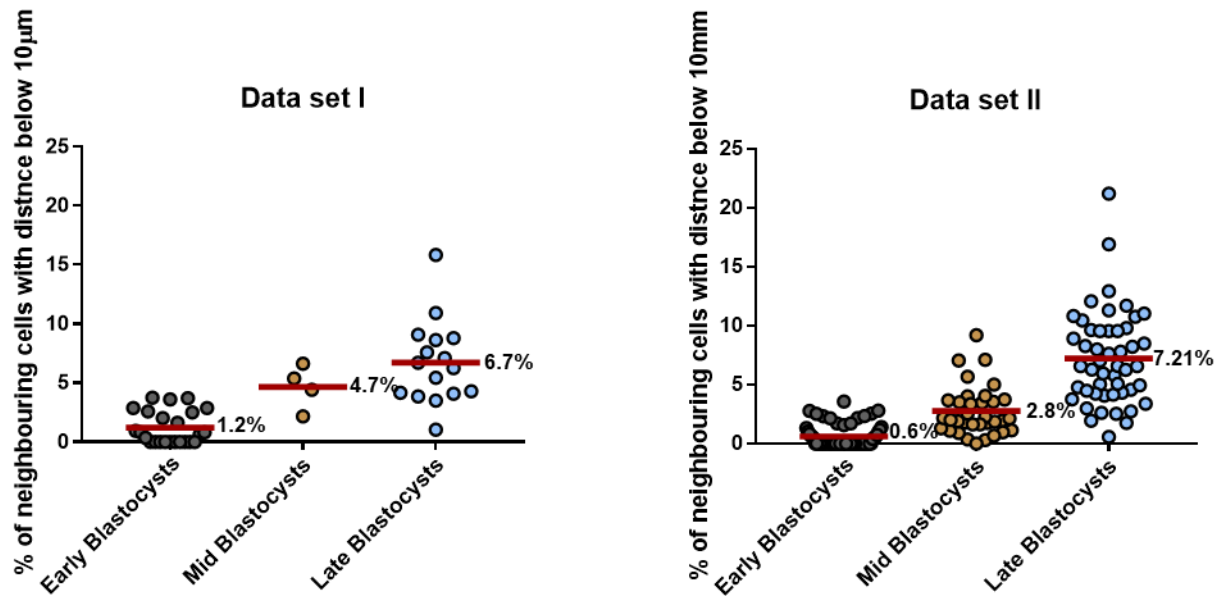 % of neighbouring cells with distnce below 10µm
Data set I
25
20
15
10
5
0
1.2%
4.7%
6.7%
Early Blastocysts
Mid Blastocysts
Late Blastocysts
% of neighbouring cells with distnce below 10mm
Data set II
25
20
15
10
5
0
0.6%
2.8%
7.21%
Early Blastocysts
Mid Blastocysts
Late Blastocysts